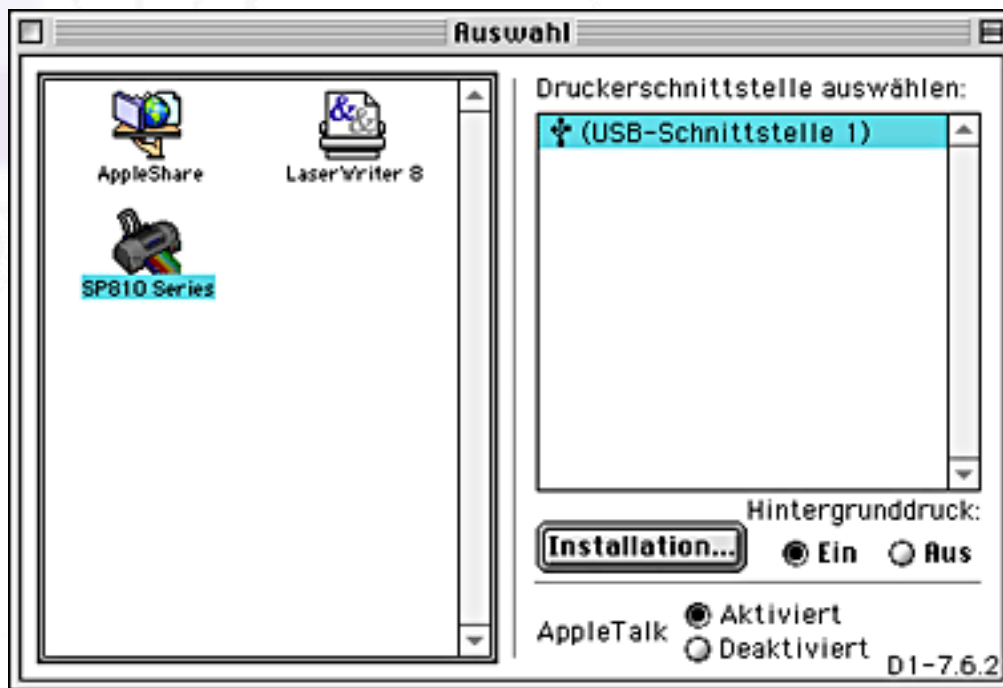 Auswahl
AppleShare
LaserWriter 8
SP810 Series
Druckerschnittstelle auswählen:
(USB-Schnittstelle 1)
Hintergrunddruck:
Installation...
Ein
Aus
AppleTalk
Aktiviert
Deaktiviert
D1-7.6.2